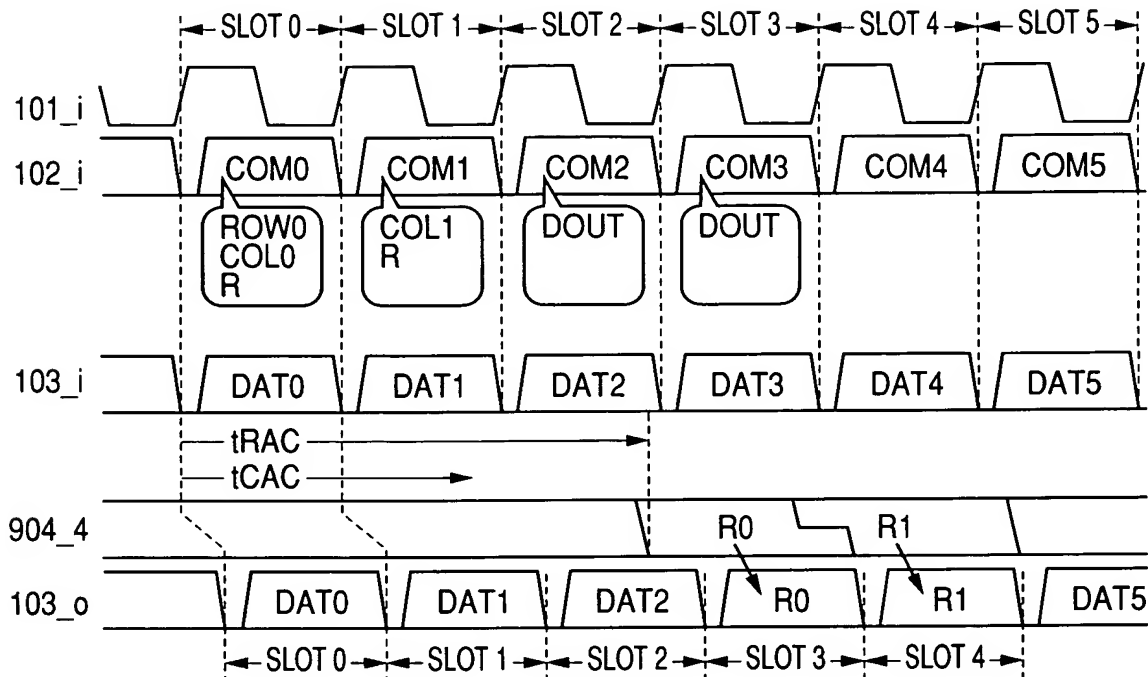 SLOT 0 SLOT 1 SLOT 2 SLOT 3 SLOT 4 SLOT 5
101_i
102_i COM0 COM1 COM2 COM3 COM4 COM5
ROW0 COL1 DOUT DOUT
COL0 R
R
103_i DAT0 DAT1 DAT2 DAT3 DAT4 DAT5
tRAC
tCAC
904_4 R0 R1
103_o DAT0 DAT1 DAT2 R0 R1 DAT5
SLOT 0 SLOT 1 SLOT 2 SLOT 3 SLOT 4